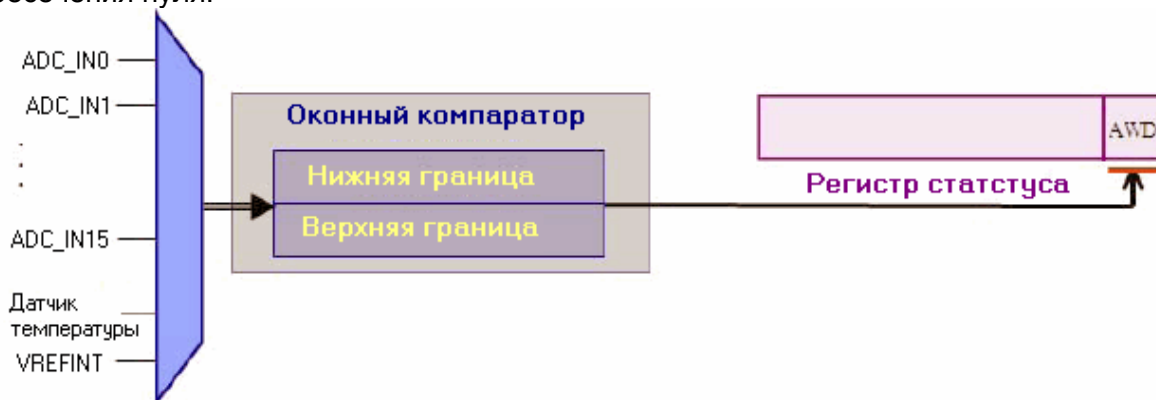 ADC_IN0
ADC_IN1
ADC_IN15
Датчик
температуры
VREFINT
Оконный компаратор
Нижняя граница
Верхняя граница
AWD
Регистр статстуса